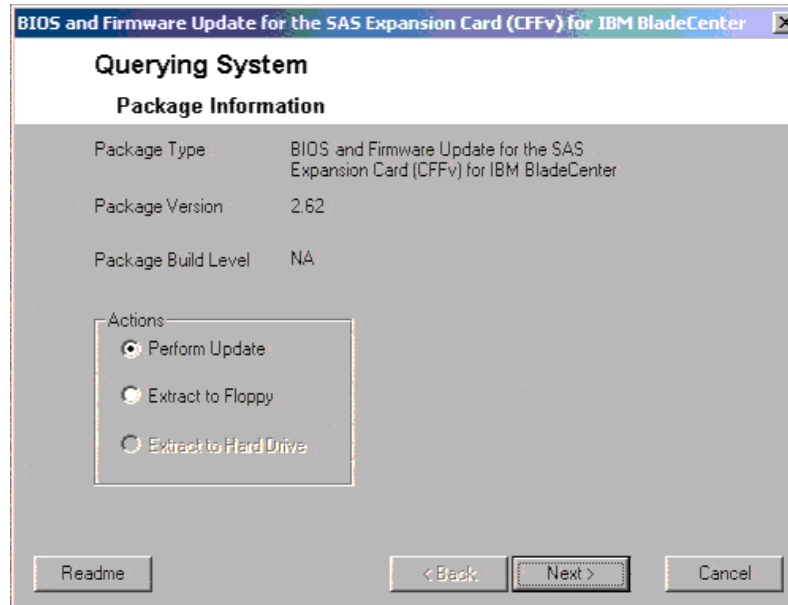 BIOS and Firmware Update for the SAS Expansion Card (CFFv) for IBM BladeCenter
Querying System
Package Information
Package Type BIOS and Firmware Update for the SAS
Expansion Card (CFFv) for IBM BladeCenter
Package Version 2.62
Package Build Level NA
Actions
Perform Update
Extract to Floppy
Extract to Hard Drive
Readme < Back Next > Cancel